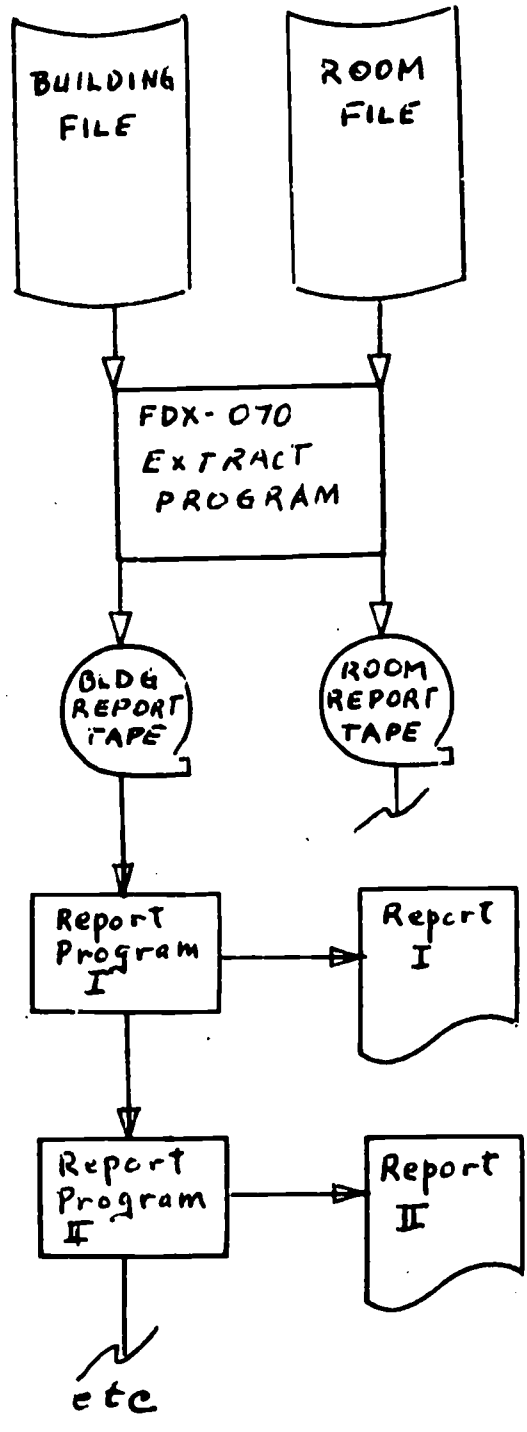 BUILDING
FILE
ROOM
FILE
FDX-070
EXTRACT
PROGRAM
BLDG
REPORT
TAPE
ROOM
REPORT
TAPE
Report
Program
I
Report
I
Report
Program
II
Report
II
etc